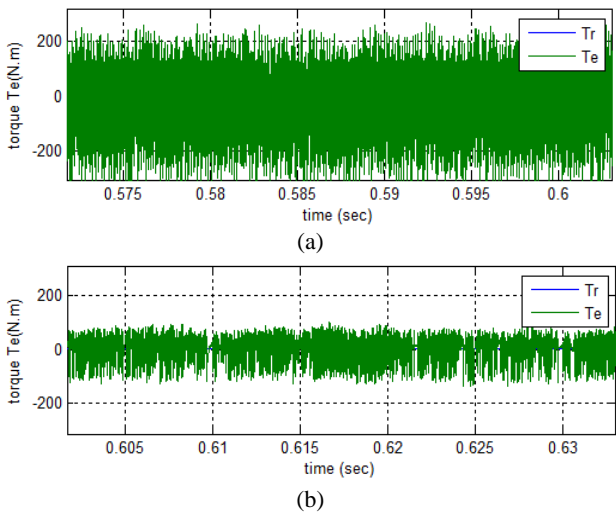 200
0
-200
torque Te(N.m)
Tr
Te
0.575
0.58
0.585
0.59
0.595
0.6
time (sec)
(a)
200
0
-200
torque Te(N.m)
Tr
Te
0.605
0.61
0.615
0.62
0.625
0.63
time (sec)
(b)